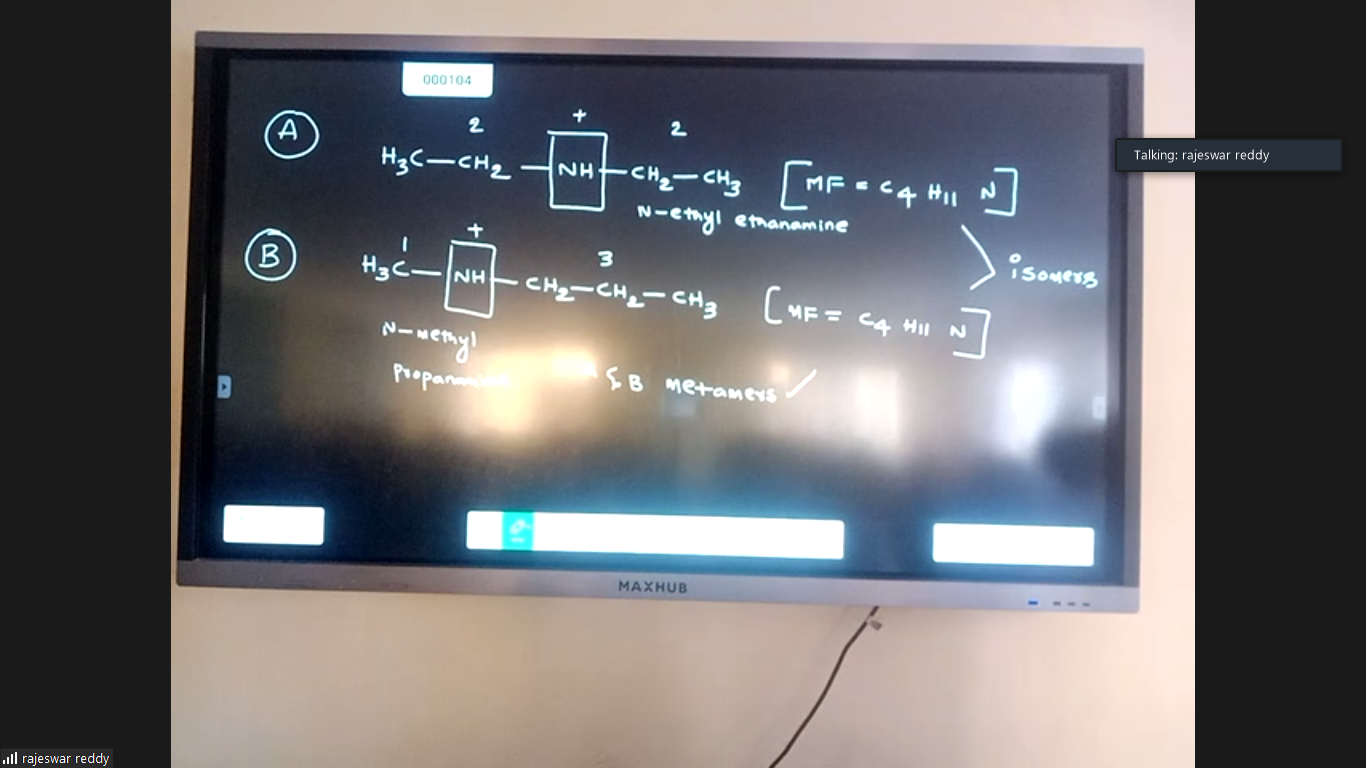 000104
A
2 + 2
H3C—CH2—NH—CH2—CH3 [MF = C4 H11 N]
N-ethyl ethanamine
B
1 + 3
H3C—NH—CH2—CH2—CH3 [MF = C4 H11 N]
isomers
N-methyl
& B metamers ✓
MAXHUB
Talking: rajeswar reddy
rajeswar reddy